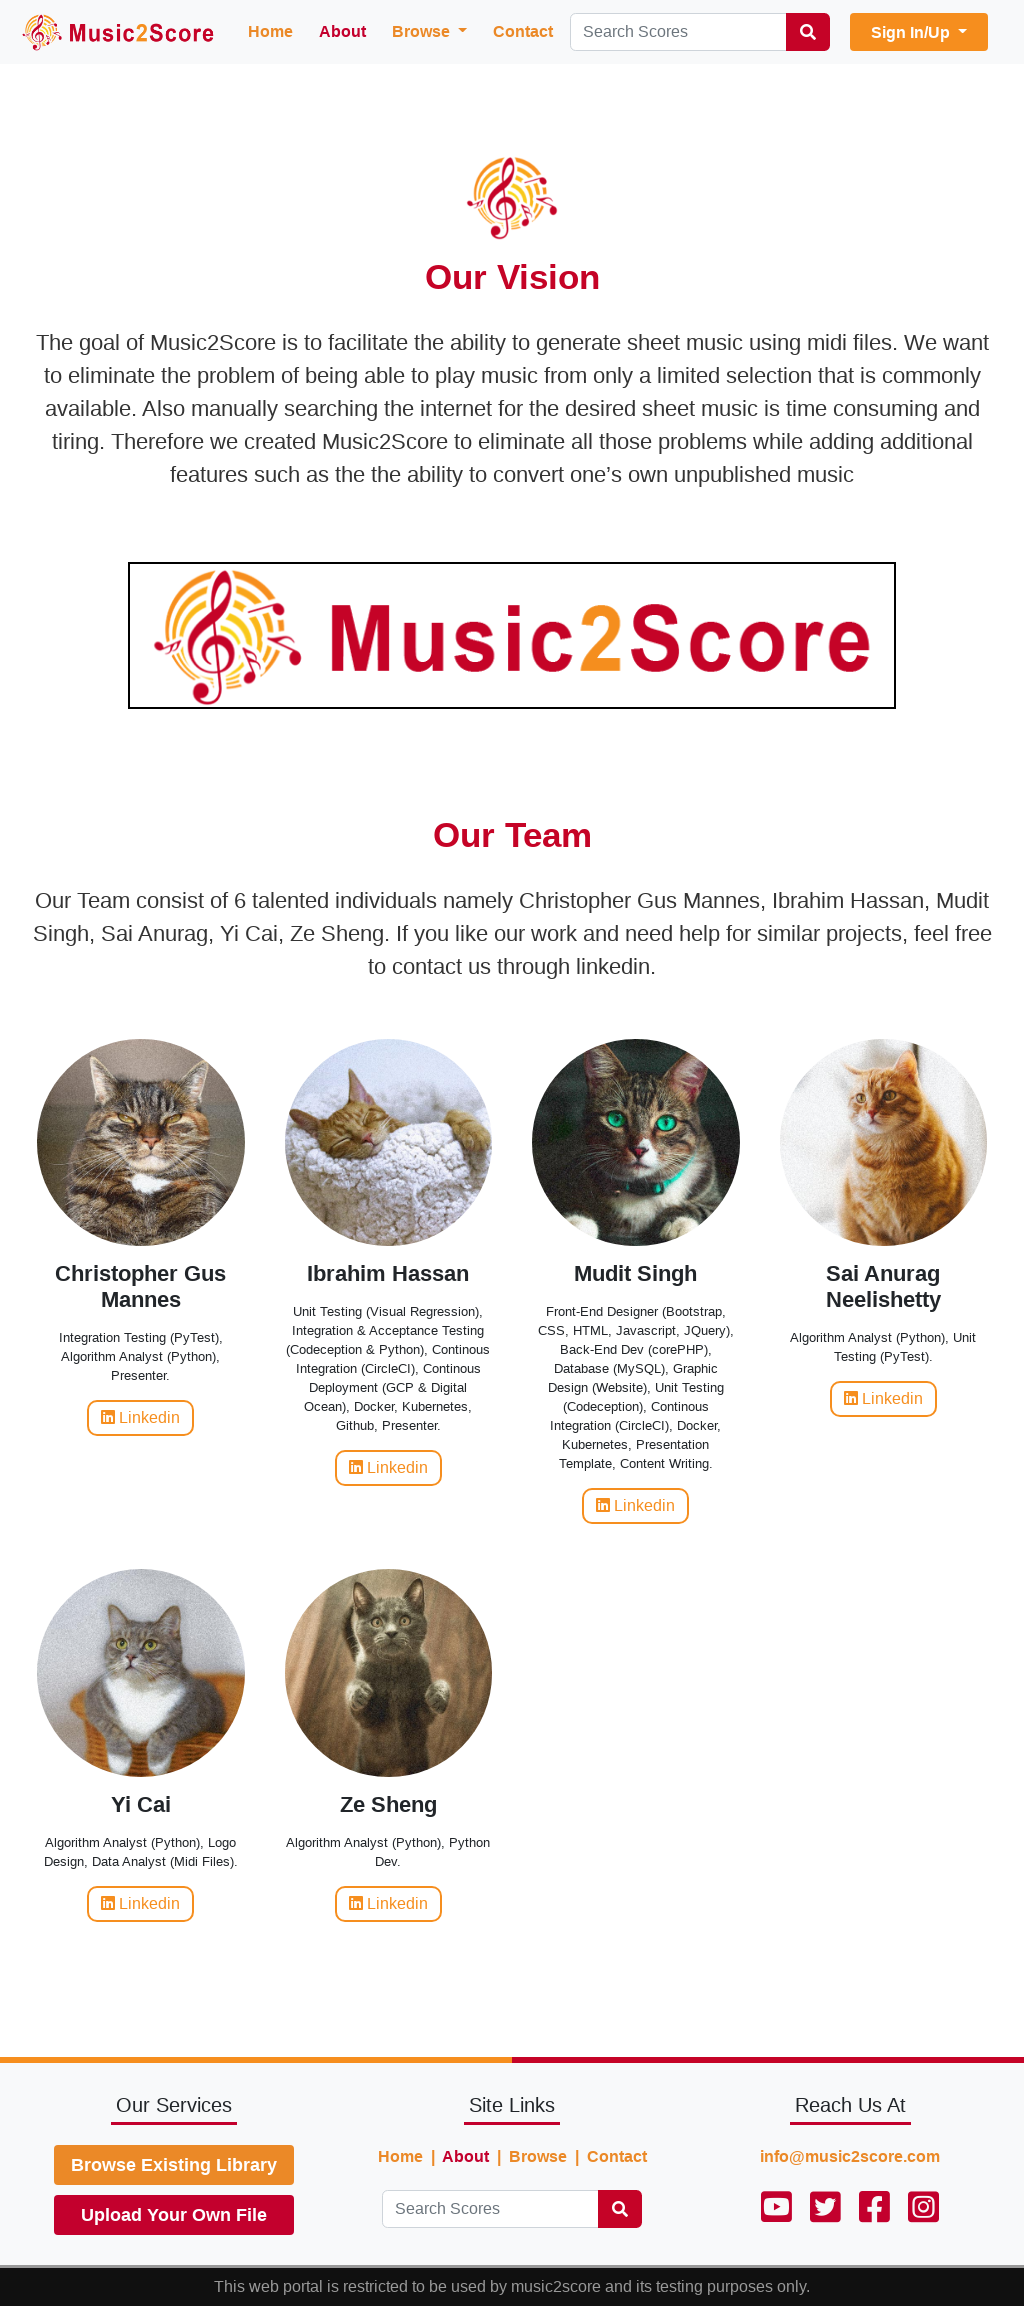 Music2Score Home About Browse Contact Search Scores Sign In/Up
Our Vision
The goal of Music2Score is to facilitate the ability to generate sheet music using midi files. We want
to eliminate the problem of being able to play music from only a limited selection that is commonly
available. Also manually searching the internet for the desired sheet music is time consuming and
tiring. Therefore we created Music2Score to eliminate all those problems while adding additional
features such as the the ability to convert one’s own unpublished music
Music2Score
Our Team
Our Team consist of 6 talented individuals namely Christopher Gus Mannes, Ibrahim Hassan, Mudit
Singh, Sai Anurag, Yi Cai, Ze Sheng. If you like our work and need help for similar projects, feel free
to contact us through linkedin.
Christopher Gus
Mannes
Integration Testing (PyTest),
Algorithm Analyst (Python),
Presenter.
Linkedin
Ibrahim Hassan
Unit Testing (Visual Regression),
Integration & Acceptance Testing
(Codeception & Python), Continous
Integration (CircleCI), Continous
Deployment (GCP & Digital
Ocean), Docker, Kubernetes,
Github, Presenter.
Linkedin
Mudit Singh
Front-End Designer (Bootstrap,
CSS, HTML, Javascript, JQuery),
Back-End Dev (corePHP),
Database (MySQL), Graphic
Design (Website), Unit Testing
(Codeception), Continous
Integration (CircleCI), Docker,
Kubernetes, Presentation
Template, Content Writing.
Linkedin
Sai Anurag
Neelishetty
Algorithm Analyst (Python), Unit
Testing (PyTest).
Linkedin
Yi Cai
Algorithm Analyst (Python), Logo
Design, Data Analyst (Midi Files).
Linkedin
Ze Sheng
Algorithm Analyst (Python), Python
Dev.
Linkedin
Our Services
Browse Existing Library
Upload Your Own File
Site Links
Home | About | Browse | Contact
Search Scores
Reach Us At
info@music2score.com
This web portal is restricted to be used by music2score and its testing purposes only.